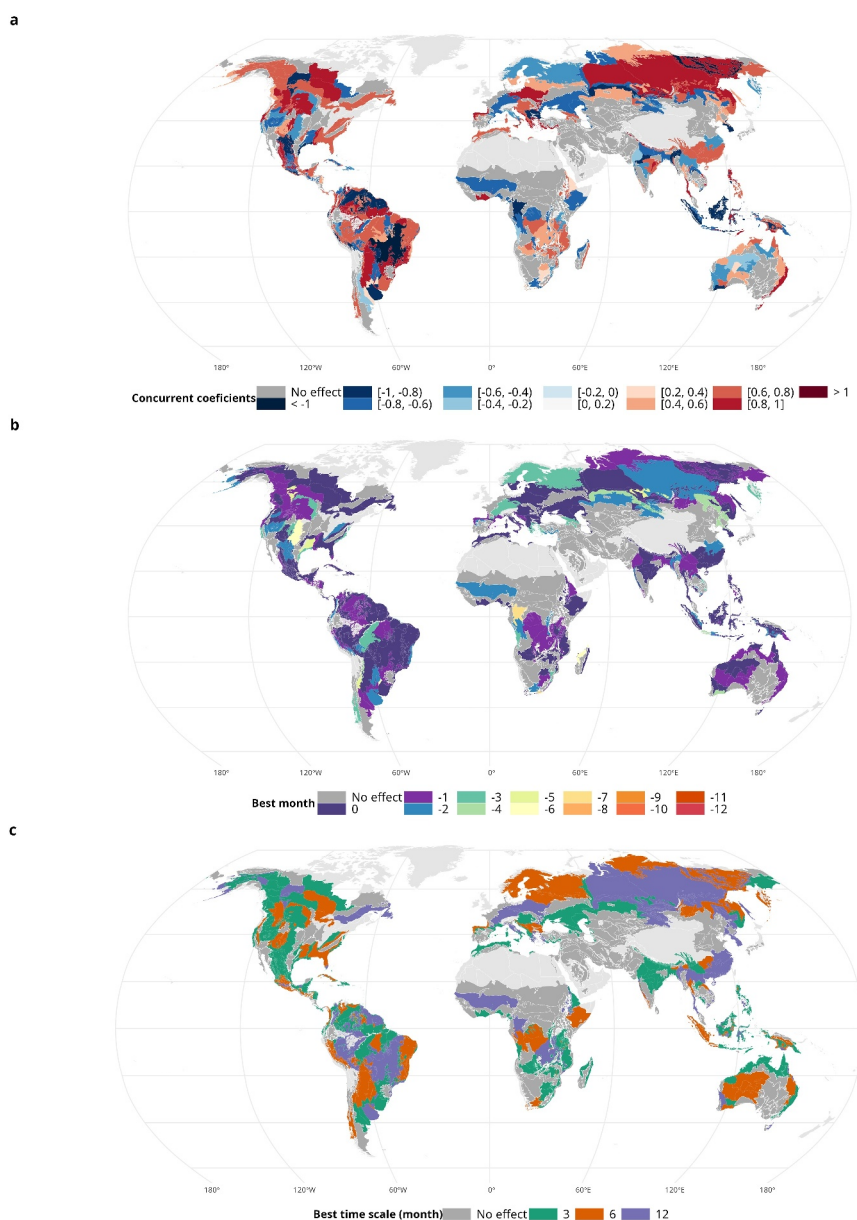 a
180° 120°W 60°W 0° 60°E 120°E 180°
Concurrent coeficients No effect [-1, -0.8) [-0.6, -0.4) [-0.2, 0) [0.2, 0.4) [0.6, 0.8) > 1
< -1 [-0.8, -0.6) [-0.4, -0.2) [0, 0.2) [0.4, 0.6) [0.8, 1]
b
180° 120°W 60°W 0° 60°E 120°E 180°
Best month No effect -1 -3 -5 -7 -9 -11
0 -2 -4 -6 -8 -10 -12
c
180° 120°W 60°W 0° 60°E 120°E 180°
Best time scale (month) No effect 3 6 12